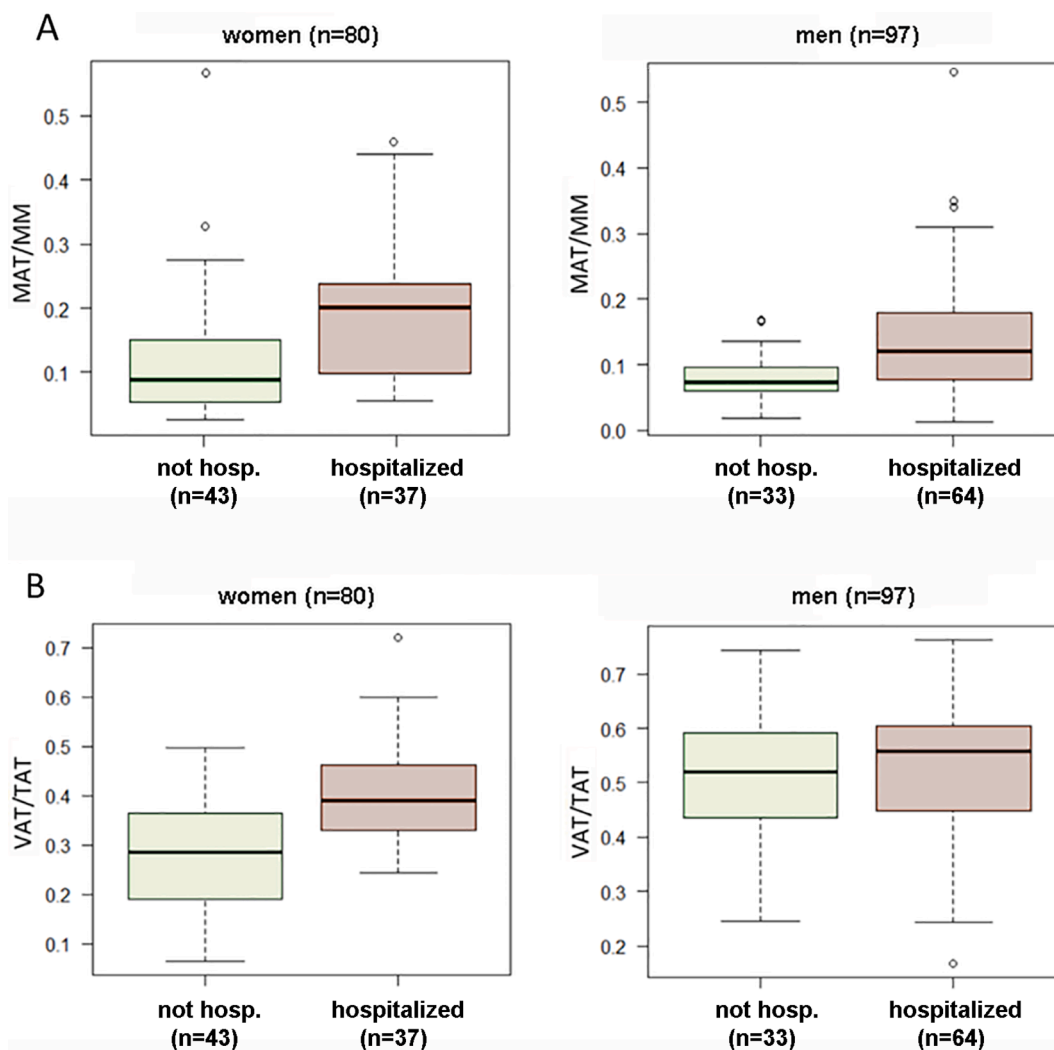 A
women (n=80)
men (n=97)
MAT/MM
0.5
0.4
0.3
0.2
0.1
not hosp.
(n=43)
hospitalized
(n=37)
MAT/MM
0.5
0.4
0.3
0.2
0.1
0.0
not hosp.
(n=33)
hospitalized
(n=64)
B
women (n=80)
men (n=97)
VAT/TAT
0.7
0.6
0.5
0.4
0.3
0.2
0.1
not hosp.
(n=43)
hospitalized
(n=37)
VAT/TAT
0.7
0.6
0.5
0.4
0.3
0.2
not hosp.
(n=33)
hospitalized
(n=64)